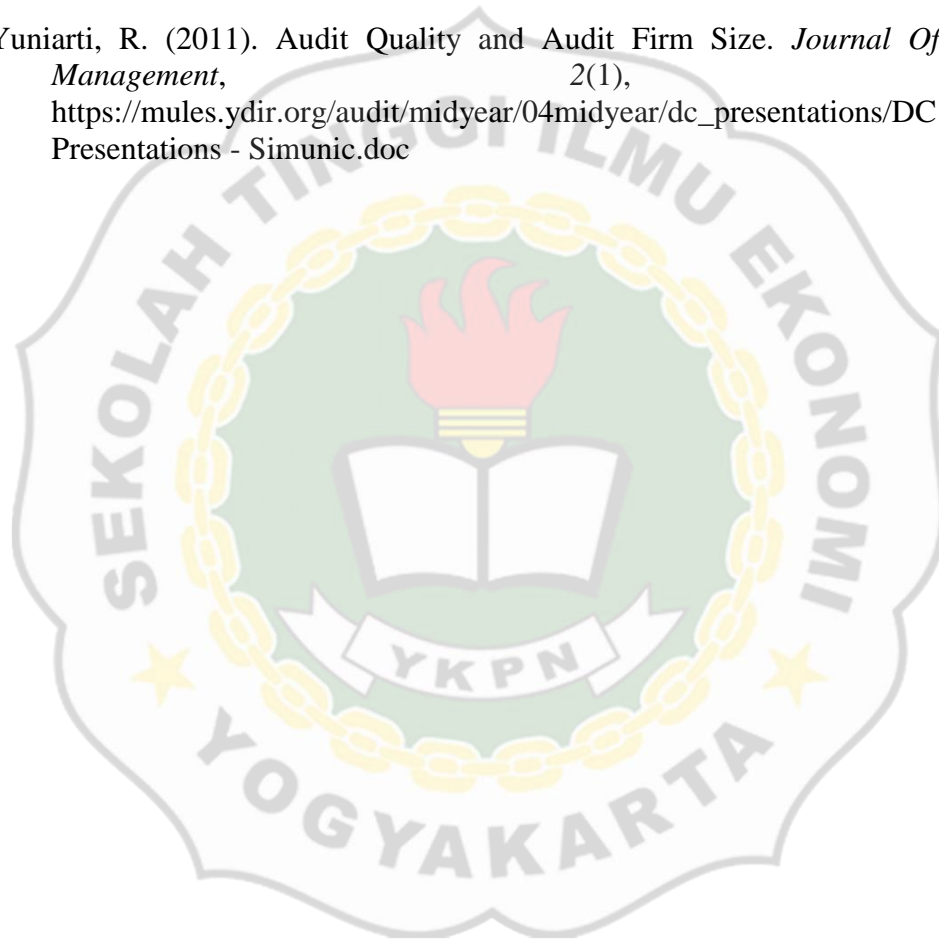 Yuniarti, R. (2011). Audit Quality and Audit Firm Size. Journal Of
Management, 2(1),
https://mules.ydir.org/audit/midyear/04midyear/dc_presentations/DC
Presentations - Simunic.doc
SEKOLAH TINGGI ILMU EKONOMI
YKPN
YOGYAKARTA